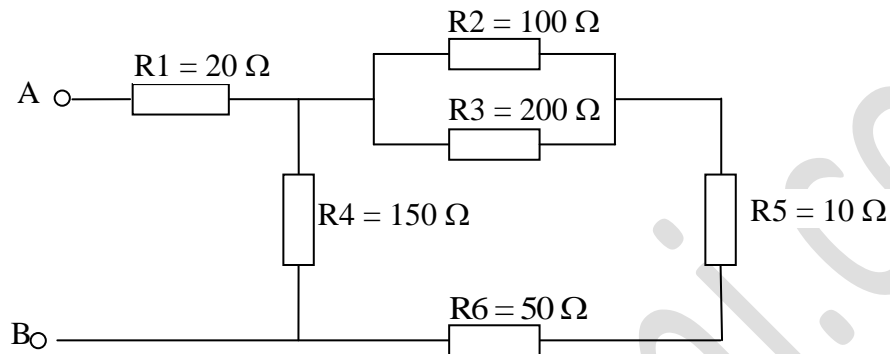 R2 = 100 Ω
R1 = 20 Ω
A
R3 = 200 Ω
R4 = 150 Ω
R5 = 10 Ω
R6 = 50 Ω
B